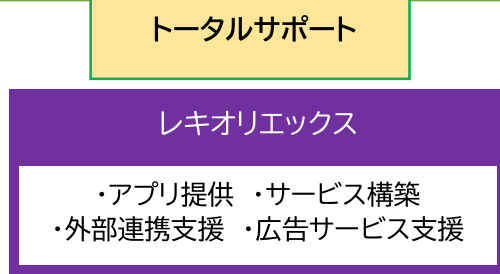 トータルサポート
レキオリエックス
・アプリ提供 ・サービス構築
・外部連携支援 ・広告サービス支援